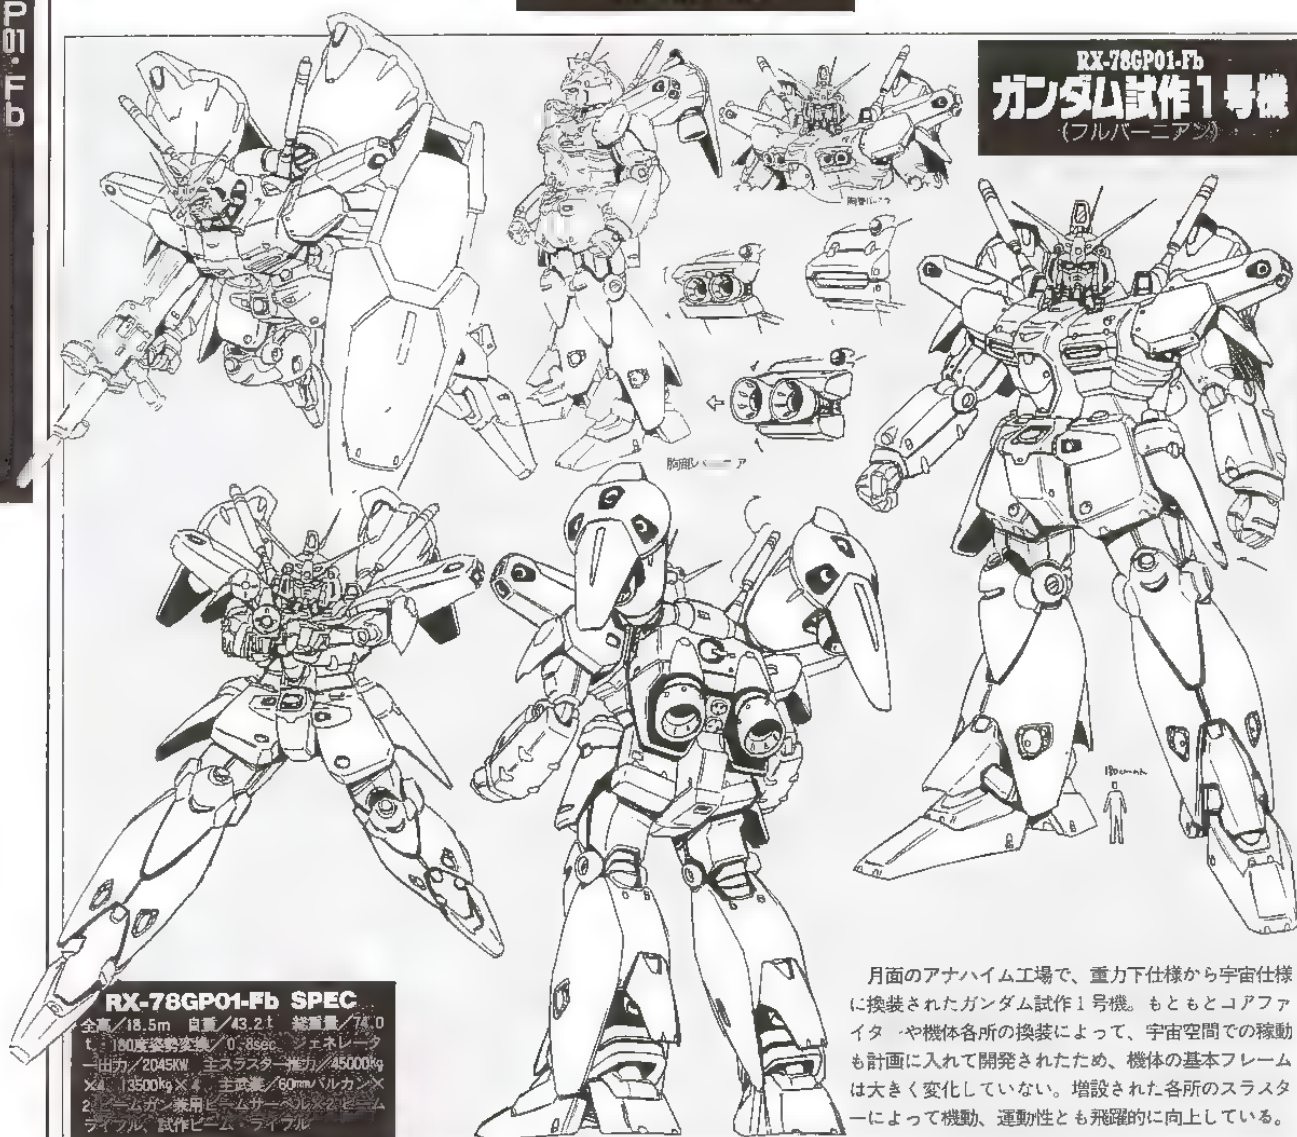 P01・Fb
RX-78GP01-Fb
ガンダム試作1号機
(フルバーニアン)
胸部バーニア
180cm
RX-78GP01-Fb SPEC
全高/18.5m 自重/43.2t 総重量/74.0
t 180度姿勢変換/0.8sec. ジェネレータ
ー出力/2045KW 主スラスター推力/45000kg
×4 13500kg×4 主武装/60mmバルカン×
2 ビームガン兼用ビームサーベル×2 ビーム
ライフル 試作ビーム・ライフル
月面のアナハイム工場で、重力下仕様から宇宙仕様
に換装されたガンダム試作1号機。もともとコアファ
イターや機体各所の換装によって、宇宙空間での稼動
も計画に入れて開発されたため、機体の基本フレーム
は大きく変化していない。増設された各所のスラスタ
ーによって機動、運動性とも飛躍的に向上している。